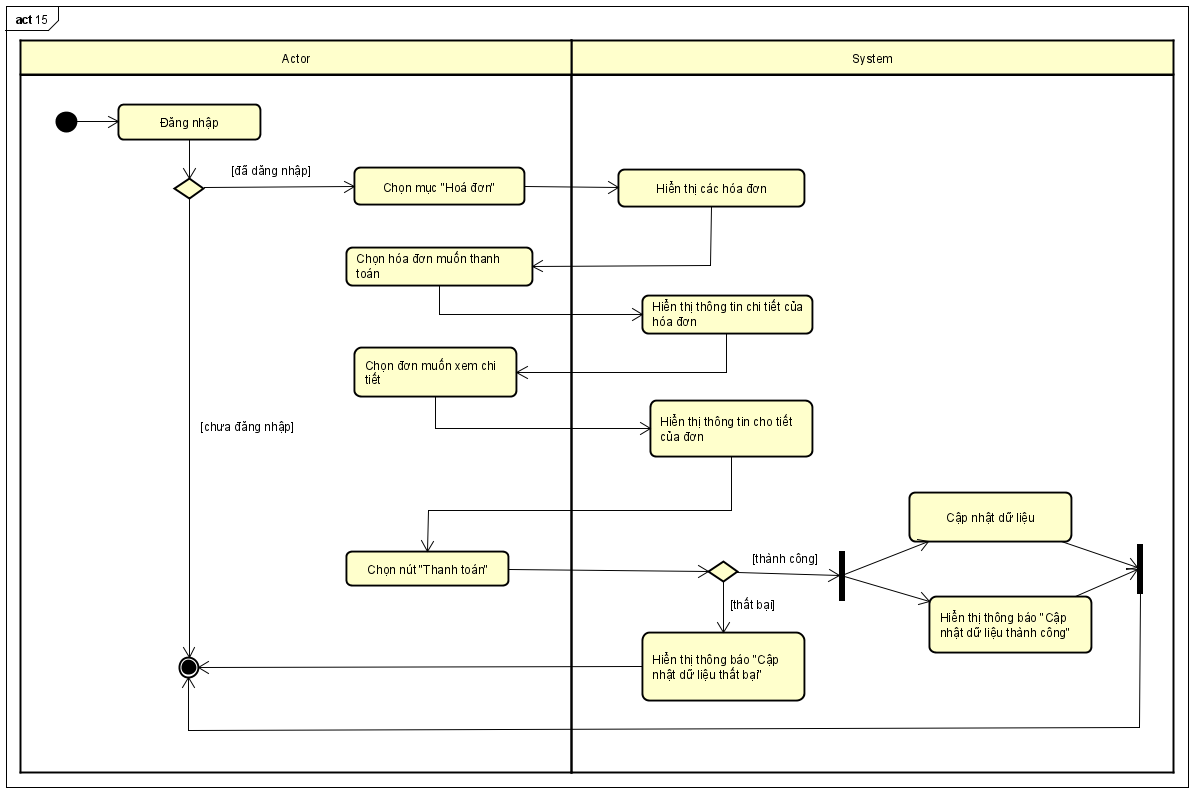 act 15
Actor
System
Đăng nhập
[đã dăng nhập]
Chọn mục "Hoá đơn"
Hiển thị các hóa đơn
Chọn hóa đơn muốn thanh
toán
Hiển thị thông tin chi tiết của
hóa đơn
Chọn đơn muốn xem chi
tiết
[chưa đăng nhập]
Hiển thị thông tin cho tiết
của đơn
Cập nhật dữ liệu
Chọn nút "Thanh toán"
[thành công]
[thất bại]
Hiển thị thông báo "Cập
nhật dữ liệu thành công"
Hiển thị thông báo "Cập
nhật dữ liệu thất bại"